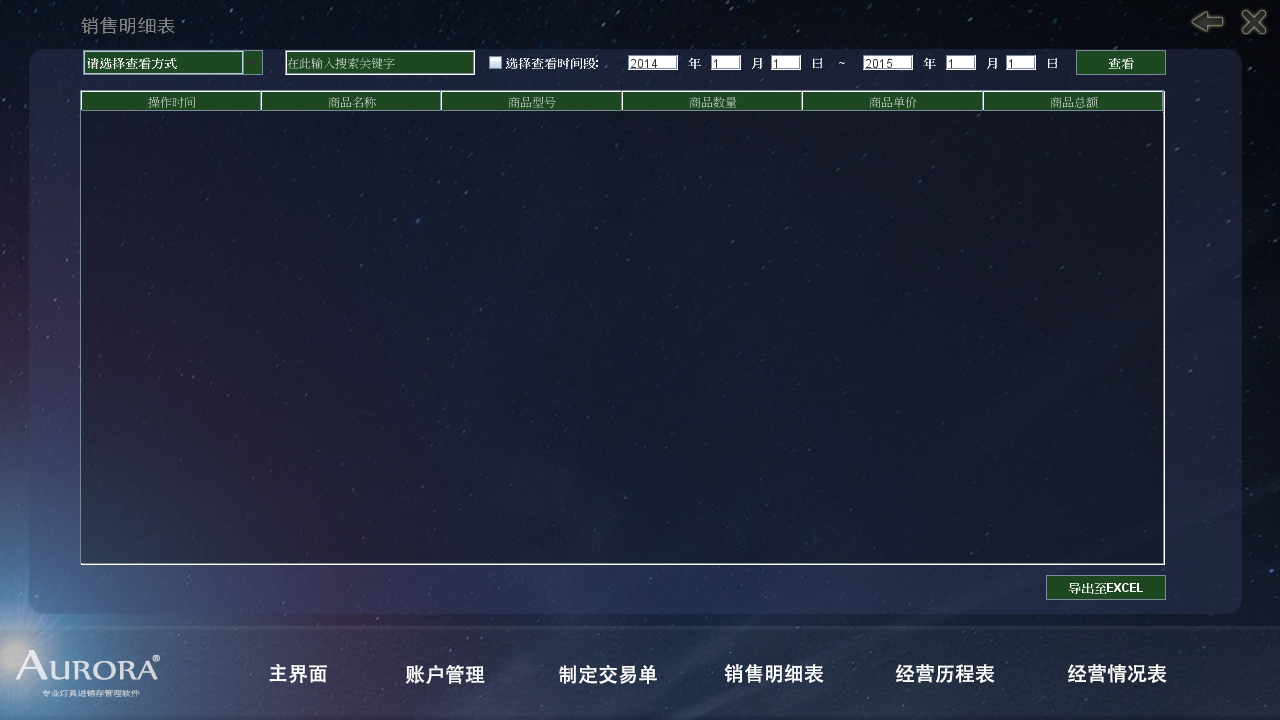 销售明细表
请选择查看方式 在此输入搜索关键字 选择查看时间段: 2014 年 1 月 1 日 ~ 2015 年 1 月 1 日 查看
操作时间 商品名称 商品型号 商品数量 商品单价 商品总额
导出至EXCEL
AURORA®
专业灯具进销存管理软件
主界面 账户管理 制定交易单 销售明细表 经营历程表 经营情况表